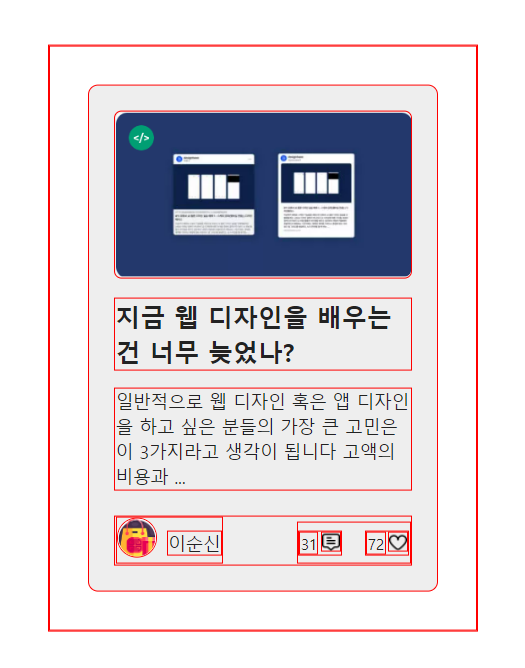 </>
지금 웹 디자인을 배우는
건 너무 늦었나?
일반적으로 웹 디자인 혹은 앱 디자인
을 하고 싶은 분들의 가장 큰 고민은
이 3가지라고 생각이 됩니다 고액의
비용과 ...
이순신 31 72